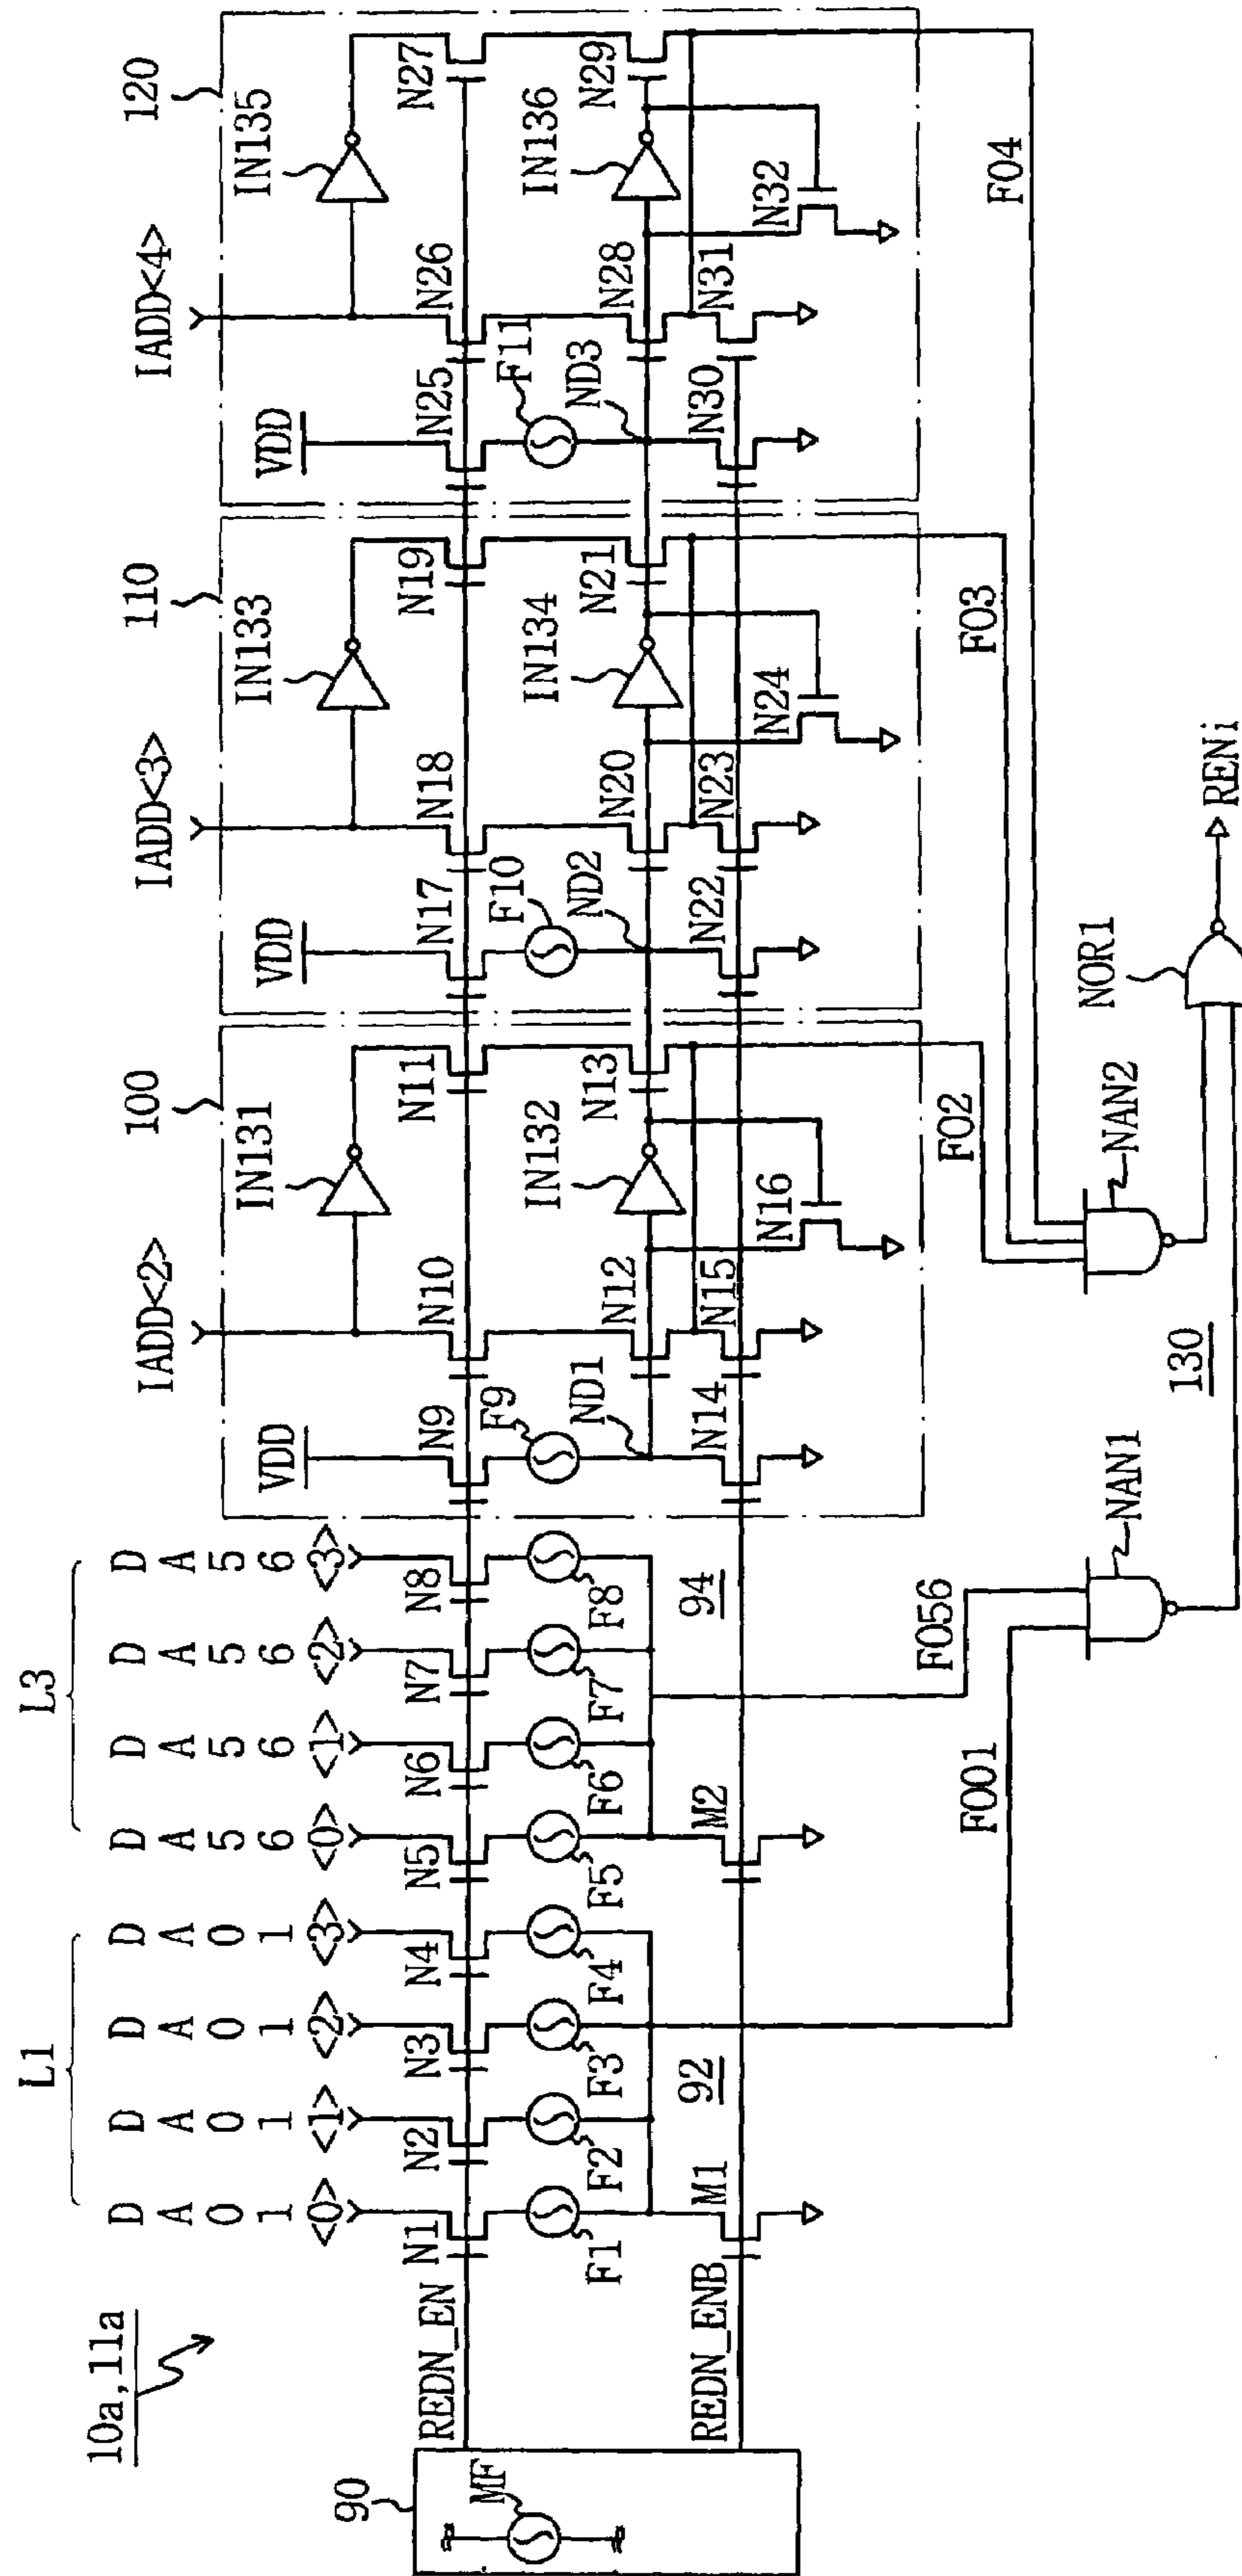 10a, 11a
L1
L3
DA01<0>
DA01<1>
DA01<2>
DA01<3>
DA56<0>
DA56<1>
DA56<2>
DA56<3>
IADD<2>
100
IADD<3>
110
IADD<4>
120
VDD
IN131
VDD
IN133
VDD
IN135
90
MF
REDN_EN
N1
N2
N3
N4
N5
N6
N7
N8
N9
N10
N11
N17
N18
N19
N25
N26
N27
F1
F2
F3
F4
F5
F6
F7
F8
F9
F10
F11
ND1
IN132
ND2
IN134
ND3
IN136
N12
N13
N20
N21
N28
N29
REDN_ENB
M1
92
M2
94
N14
N15
N16
N22
N23
N24
N30
N31
N32
FO01
FO56
FO2
FO3
FO4
NAN1
130
NAN2
NOR1
RENi